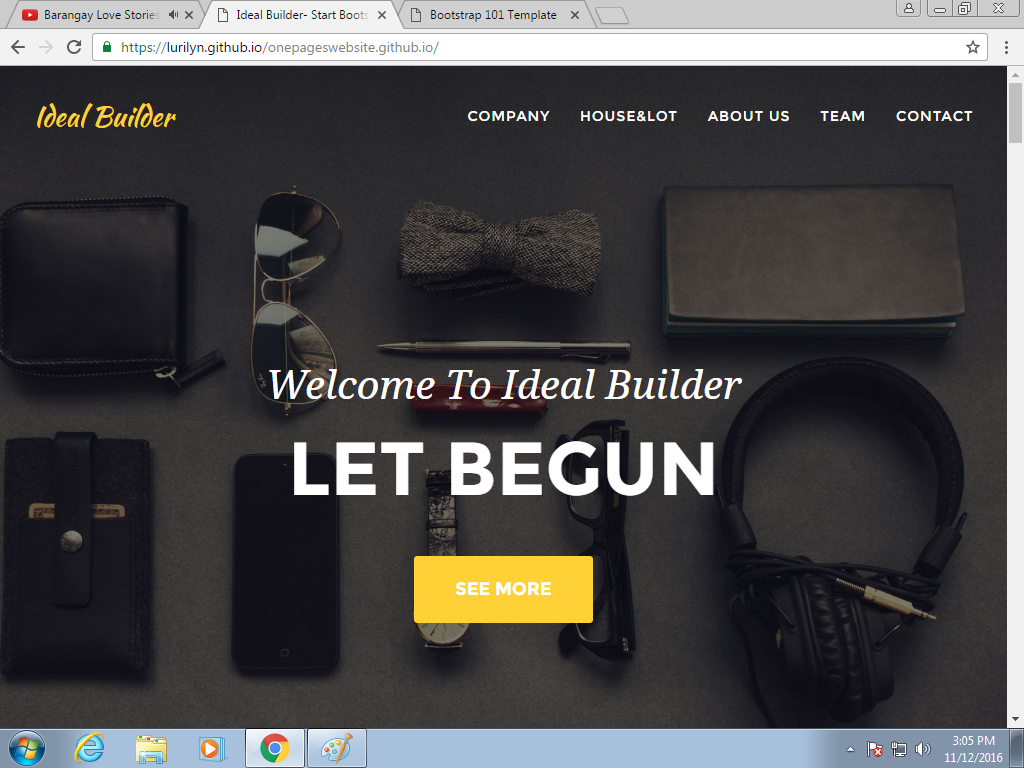 Barangay Love Stories
Ideal Builder- Start Boots
Bootstrap 101 Template
https://lurilyn.github.io/onepageswebsite.github.io/
Ideal Builder
COMPANY
HOUSE&LOT
ABOUT US
TEAM
CONTACT
Welcome To Ideal Builder
LET BEGUN
SEE MORE
3:05 PM
11/12/2016